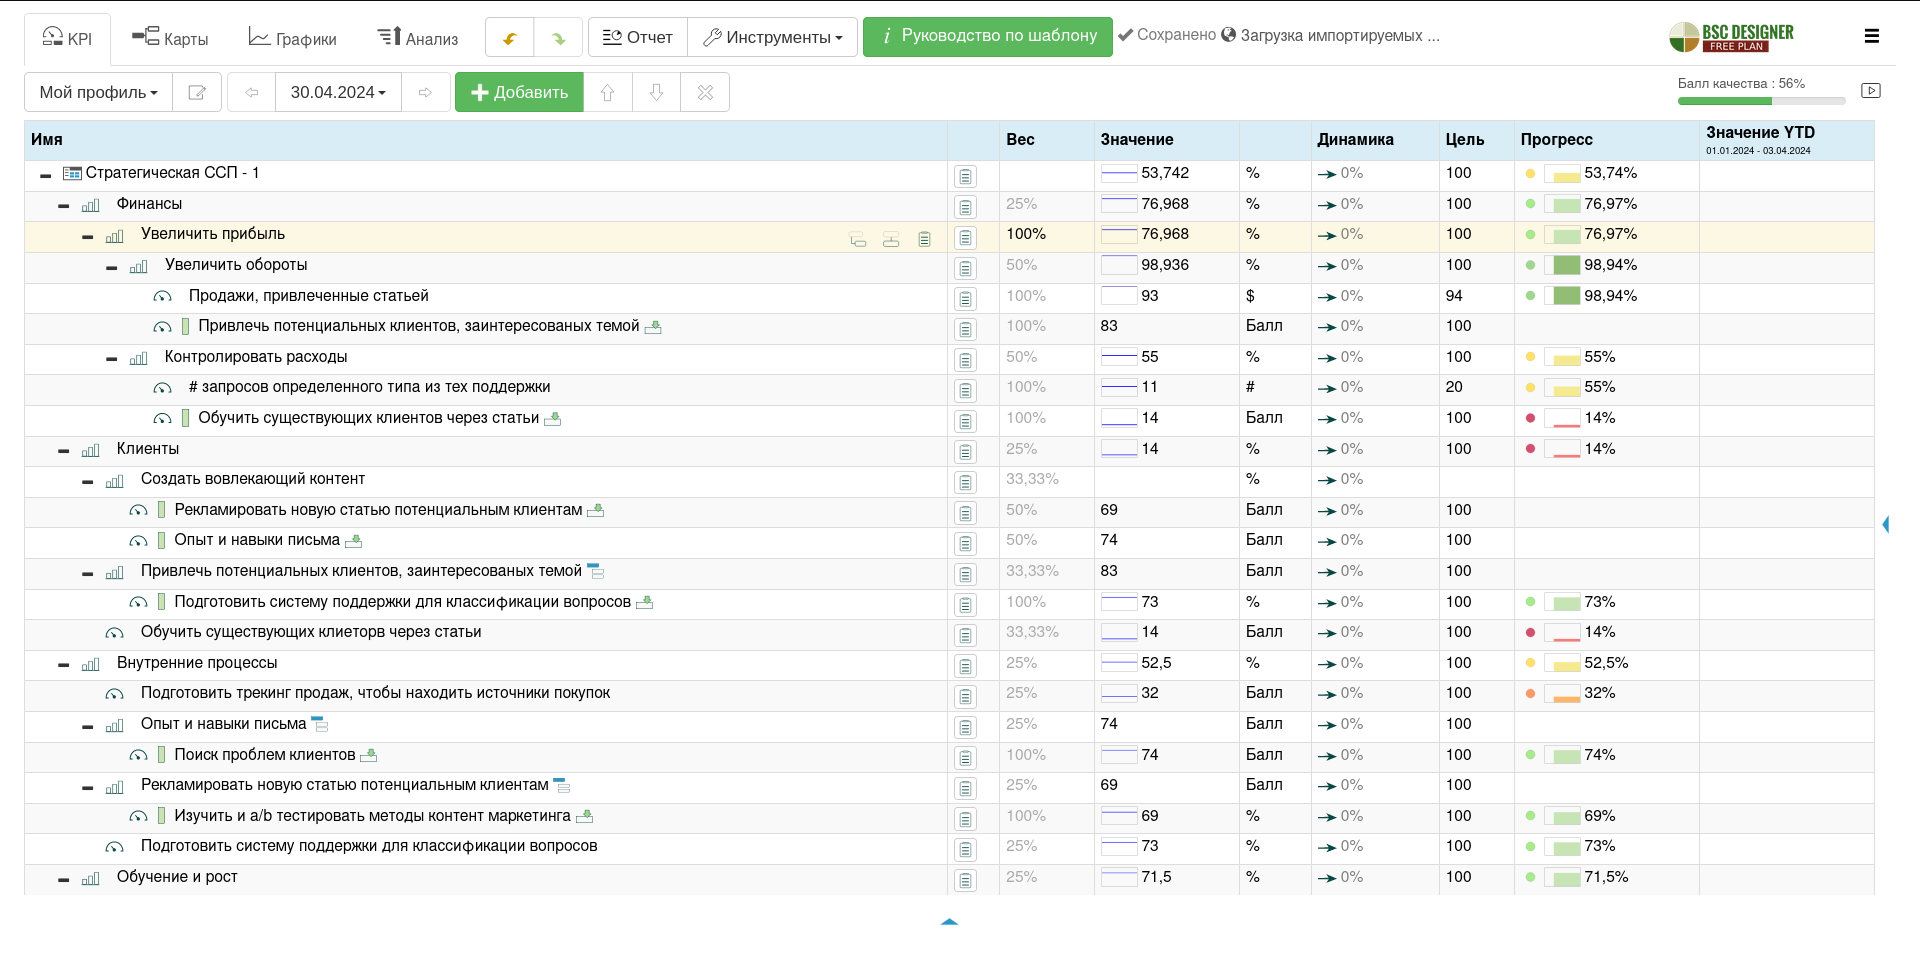 KPI Карты Графики Анализ Отчет Инструменты i Руководство по шаблону Сохранено Загрузка импортируемых ... BSC DESIGNER
FREE PLAN
Мой профиль 30.04.2024 Добавить Балл качества : 56%
Имя Вес Значение Динамика Цель Прогресс Значение YTD
01.01.2024 - 03.04.2024
Стратегическая ССП - 1 53,742 % 0% 100 53,74%
Финансы 25% 76,968 % 0% 100 76,97%
Увеличить прибыль 100% 76,968 % 0% 100 76,97%
Увеличить обороты 50% 98,936 % 0% 100 98,94%
Продажи, привлеченные статьей 100% 93 $ 0% 94 98,94%
Привлечь потенциальных клиентов, заинтересованых темой 100% 83 Балл 0% 100
Контролировать расходы 50% 55 % 0% 100 55%
# запросов определенного типа из тех поддержки 100% 11 # 0% 20 55%
Обучить существующих клиентов через статьи 100% 14 Балл 0% 100 14%
Клиенты 25% 14 % 0% 100 14%
Создать вовлекающий контент 33,33% % 0%
Рекламировать новую статью потенциальным клиентам 50% 69 Балл 0% 100
Опыт и навыки письма 50% 74 Балл 0% 100
Привлечь потенциальных клиентов, заинтересованых темой 33,33% 83 Балл 0% 100
Подготовить систему поддержки для классификации вопросов 100% 73 % 0% 100 73%
Обучить существующих клиеторв через статьи 33,33% 14 Балл 0% 100 14%
Внутренние процессы 25% 52,5 % 0% 100 52,5%
Подготовить трекинг продаж, чтобы находить источники покупок 25% 32 Балл 0% 100 32%
Опыт и навыки письма 25% 74 Балл 0% 100
Поиск проблем клиентов 100% 74 Балл 0% 100 74%
Рекламировать новую статью потенциальным клиентам 25% 69 Балл 0% 100
Изучить и a/b тестировать методы контент маркетинга 100% 69 % 0% 100 69%
Подготовить систему поддержки для классификации вопросов 25% 73 % 0% 100 73%
Обучение и рост 25% 71,5 % 0% 100 71,5%